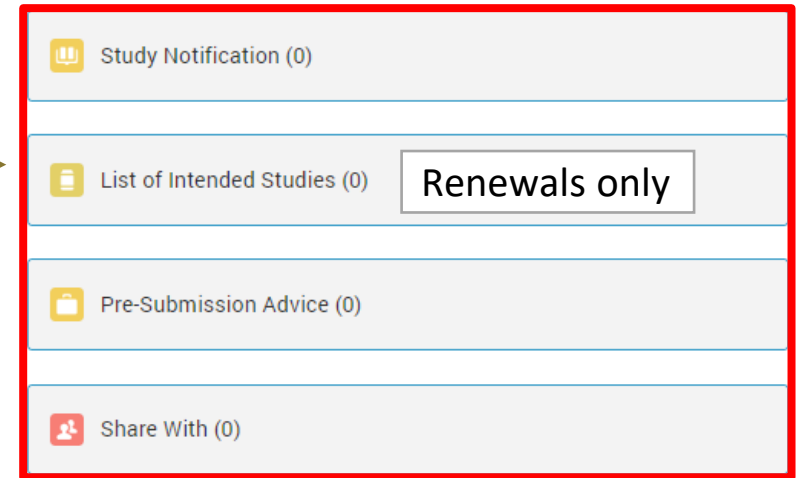 Study Notification (0)
List of Intended Studies (0) Renewals only
Pre-Submission Advice (0)
Share With (0)